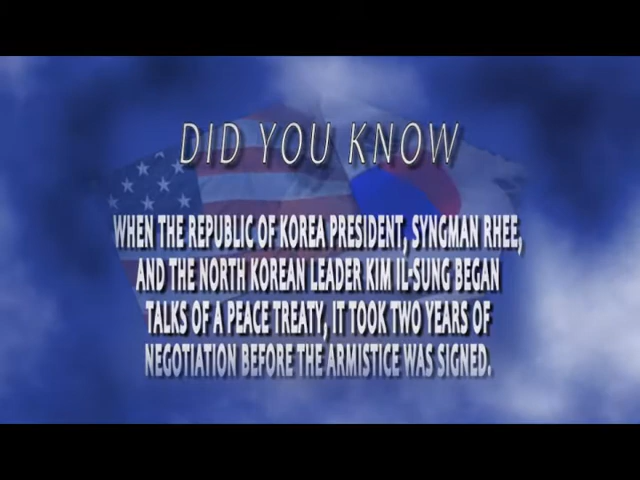 DID YOU KNOW
WHEN THE REPUBLIC OF KOREA PRESIDENT, SYNGMAN RHEE,
AND THE NORTH KOREAN LEADER KIM IL-SUNG BEGAN
TALKS OF A PEACE TREATY, IT TOOK TWO YEARS OF
NEGOTIATION BEFORE THE ARMISTICE WAS SIGNED.